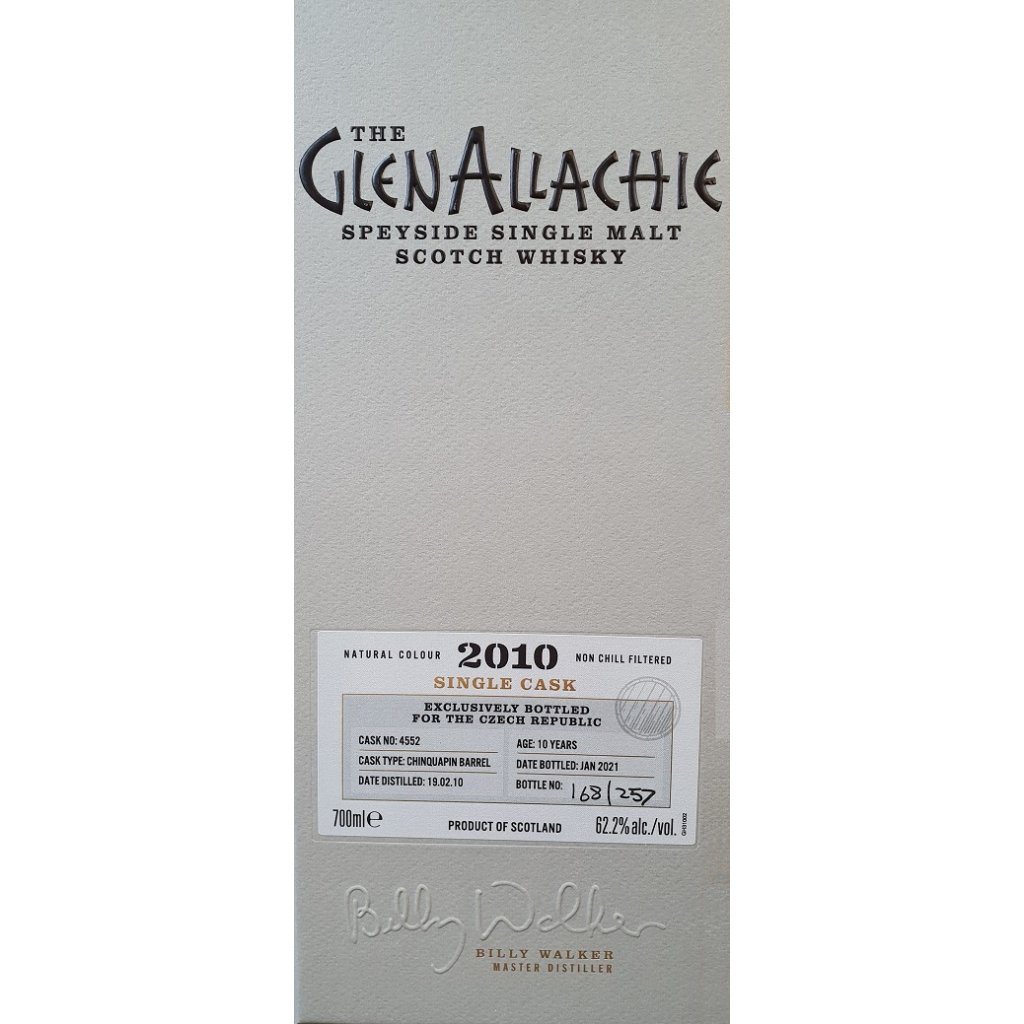 THE
GLENALLACHIE
SPEYSIDE SINGLE MALT
SCOTCH WHISKY
NATURAL COLOUR 2010 NON CHILL FILTERED
SINGLE CASK
EXCLUSIVELY BOTTLED
FOR THE CZECH REPUBLIC
CASK NO: 4552 AGE: 10 YEARS
CASK TYPE: CHINQUAPIN BARREL DATE BOTTLED: JAN 2021
DATE DISTILLED: 19.02.10 BOTTLE NO: 168/257
700ml℮ PRODUCT OF SCOTLAND 62.2% alc./vol.
Billy Walker
BILLY WALKER
MASTER DISTILLER